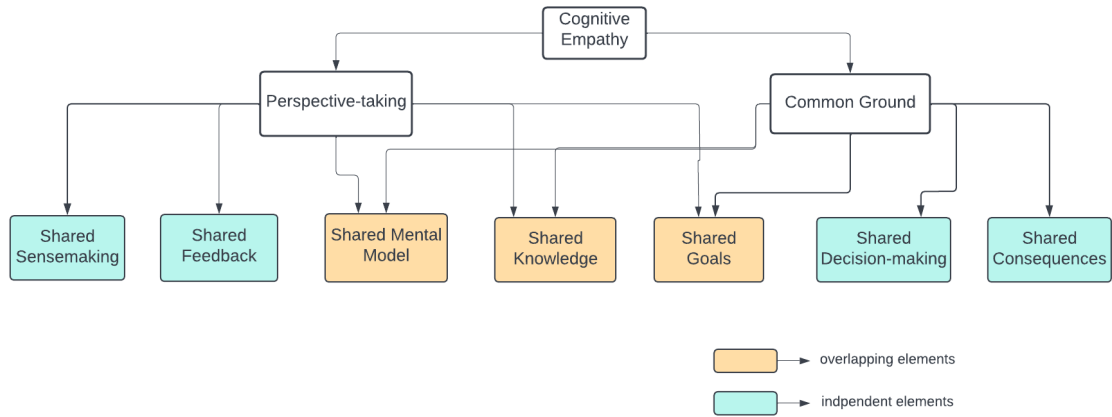 Cognitive
Empathy
Perspective-taking
Common Ground
Shared
Sensemaking
Shared
Feedback
Shared Mental
Model
Shared
Knowledge
Shared
Goals
Shared
Decision-making
Shared
Consequences
overlapping elements
indpendent elements